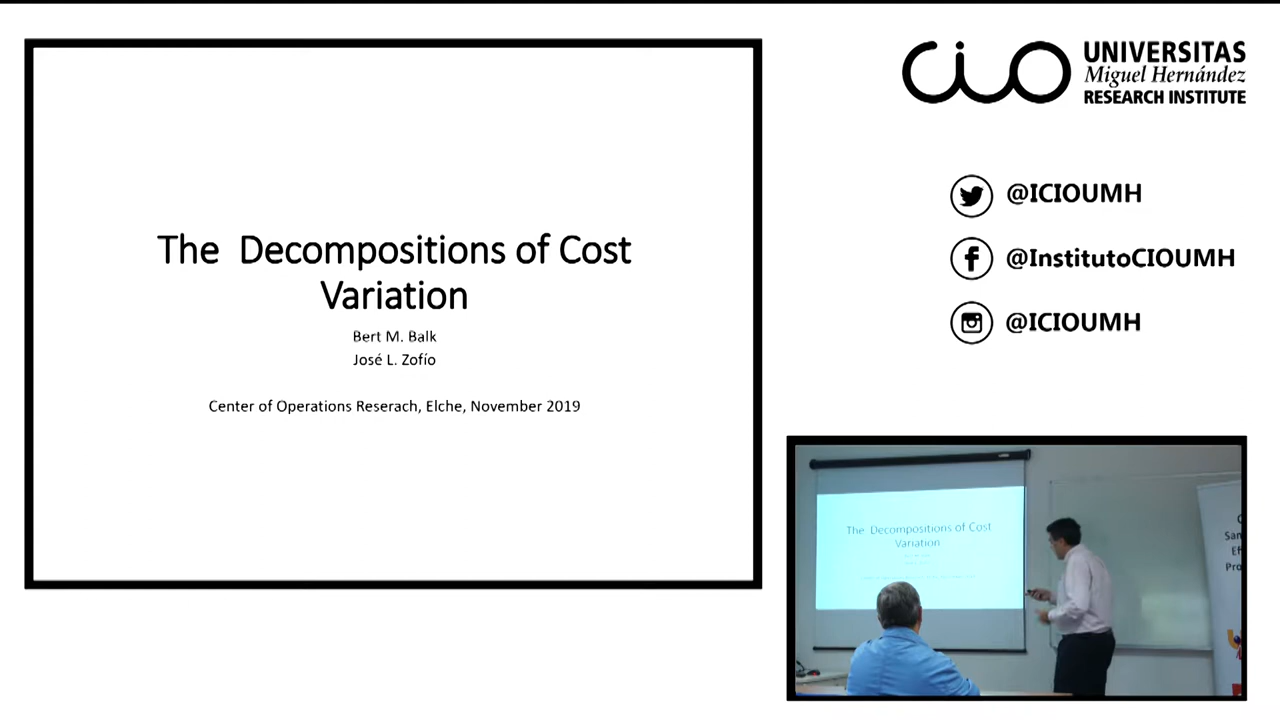 The Decompositions of Cost
Variation
Bert M. Balk
José L. Zofío
Center of Operations Reserach, Elche, November 2019
cio
UNIVERSITAS
Miguel Hernández
RESEARCH INSTITUTE
@ICIOUMH
@InstitutoCIOUMH
@ICIOUMH
The Decompositions of Cost
Variation